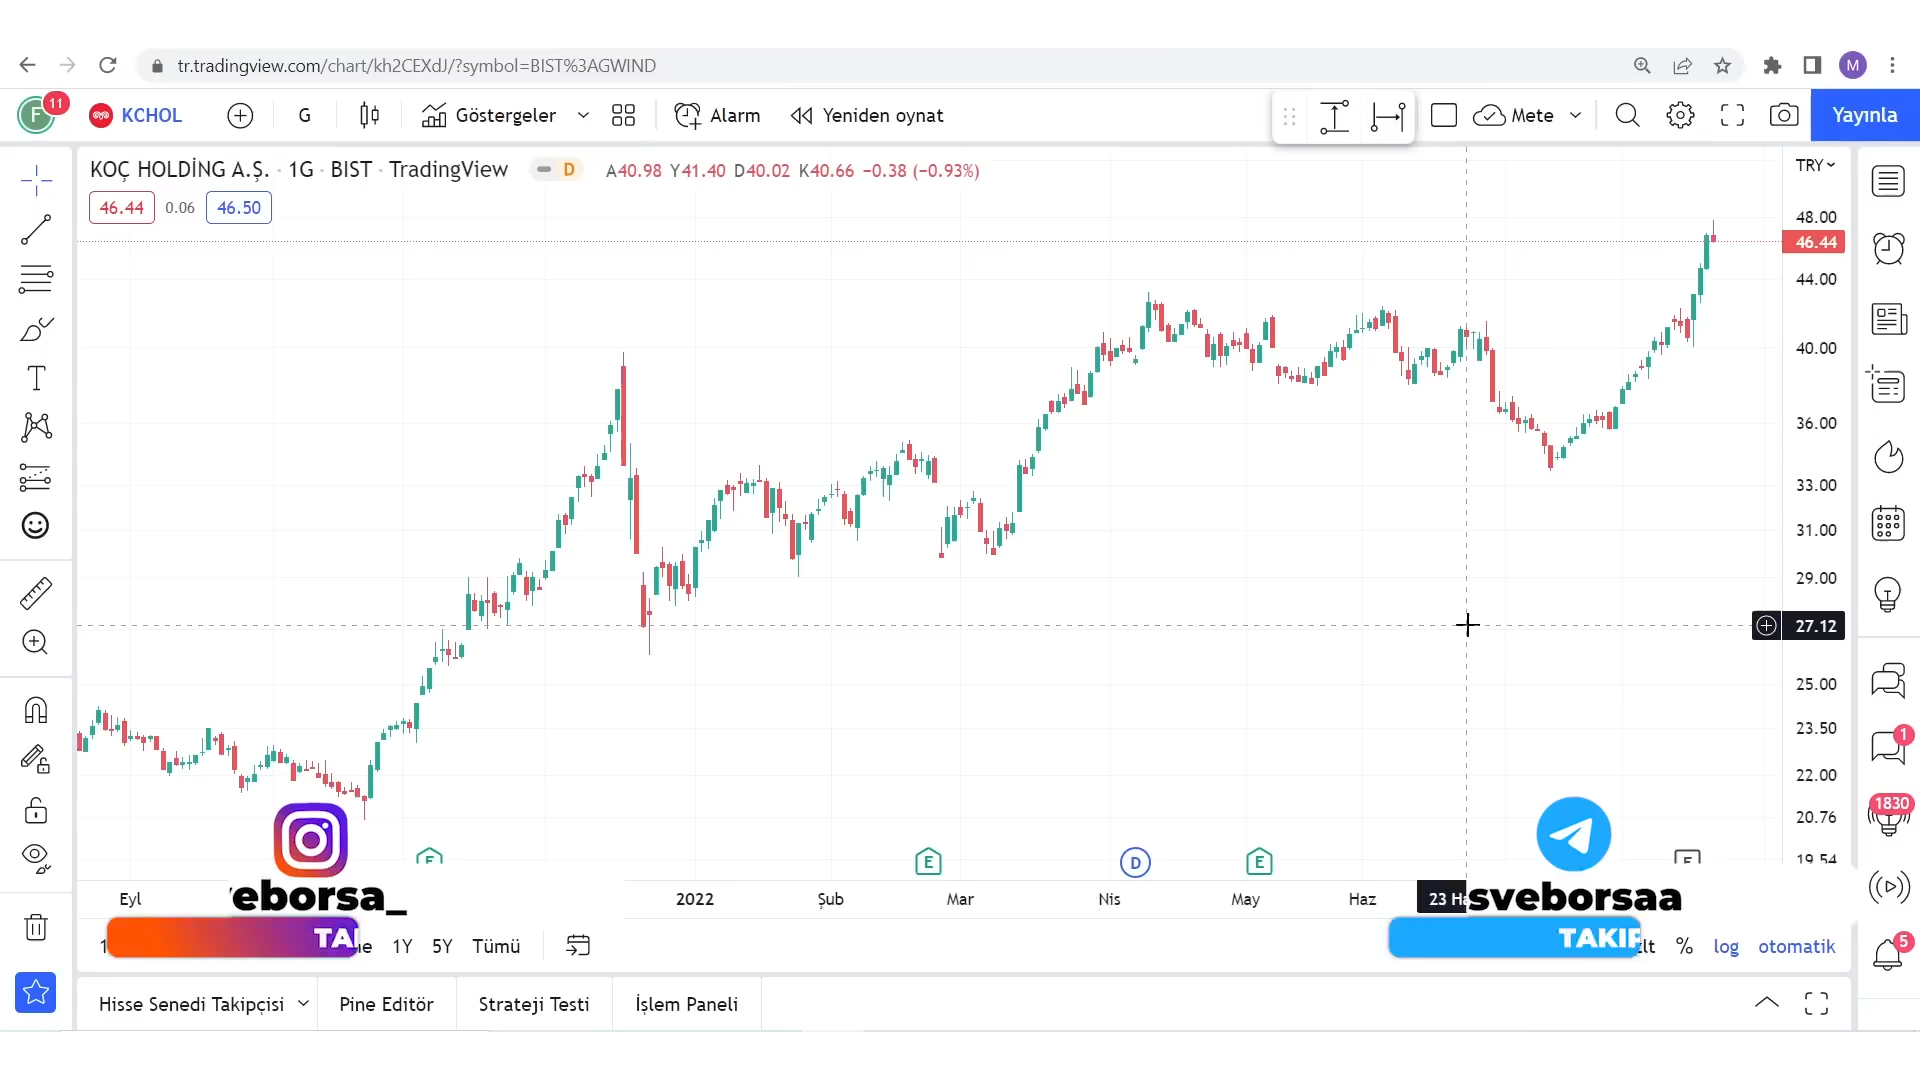 tr.tradingview.com/chart/kh2CEXdJ/?symbol=BIST%3AGWIND
M
F 11 KCHOL G Göstergeler Alarm Yeniden oynat Mete Yayınla
KOÇ HOLDİNG A.Ş. · 1G · BIST · TradingView D A40.98 Y41.40 D40.02 K40.66 −0.38 (−0.93%)
TRY
46.44 0.06 46.50
48.00
46.44
44.00
40.00
36.00
33.00
31.00
29.00
27.12
25.00
23.50
22.00
20.76
19.54
1
1830
5
E E D E E
Eyl 2022 Şub Mar Nis May Haz 23 Ha
veborsa_
sveborsaa
TAKIP
1Y 5Y Tümü % log otomatik
Hisse Senedi Takipçisi Pine Editör Strateji Testi İşlem Paneli